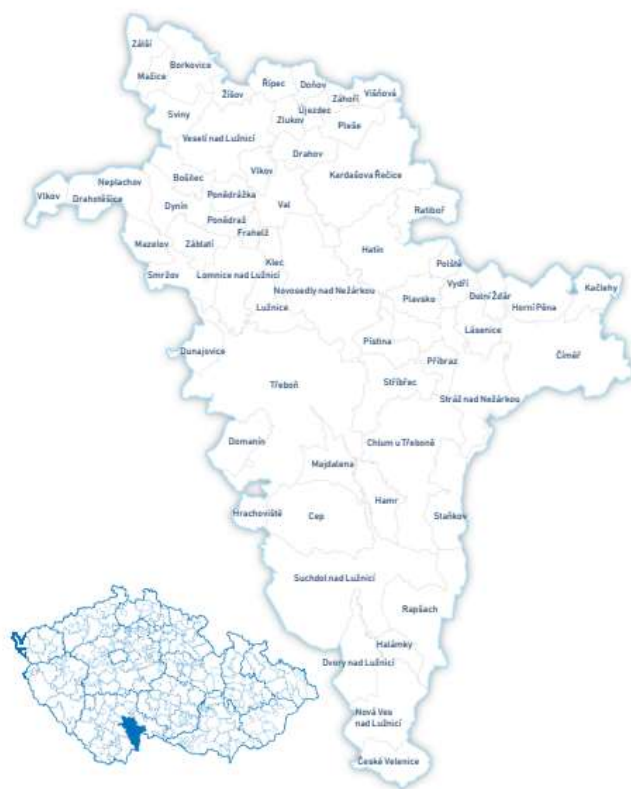 Zálší
Borkovice
Mažice
Řípec
Doňov
Višňová
Žíšov
Záhoří
Újezdec
Sviny
Zlukov
Pleše
Veselí nad Lužnicí
Drahov
Vlkov
Kardašova Řečice
Bošilec
Neplachov
Vlkov
Drahotěšice
Ponědrážka
Dynín
Val
Ratiboř
Ponědraž
Frahelž
Mazelov
Záblatí
Hatín
Klec
Polště
Smržov
Lomnice nad Lužnicí
Vydří
Kačlehy
Novosedly nad Nežárkou
Plavsko
Dolní Žďár
Horní Pěna
Lužnice
Lásenice
Pístina
Dunajovice
Příbraz
Číměř
Třeboň
Stříbřec
Stráž nad Nežárkou
Domanín
Chlum u Třeboně
Majdalena
Hamr
Hrachoviště
Cep
Staňkov
Suchdol nad Lužnicí
Rapšach
Halámky
Dvory nad Lužnicí
Nová Ves
nad Lužnicí
České Velenice